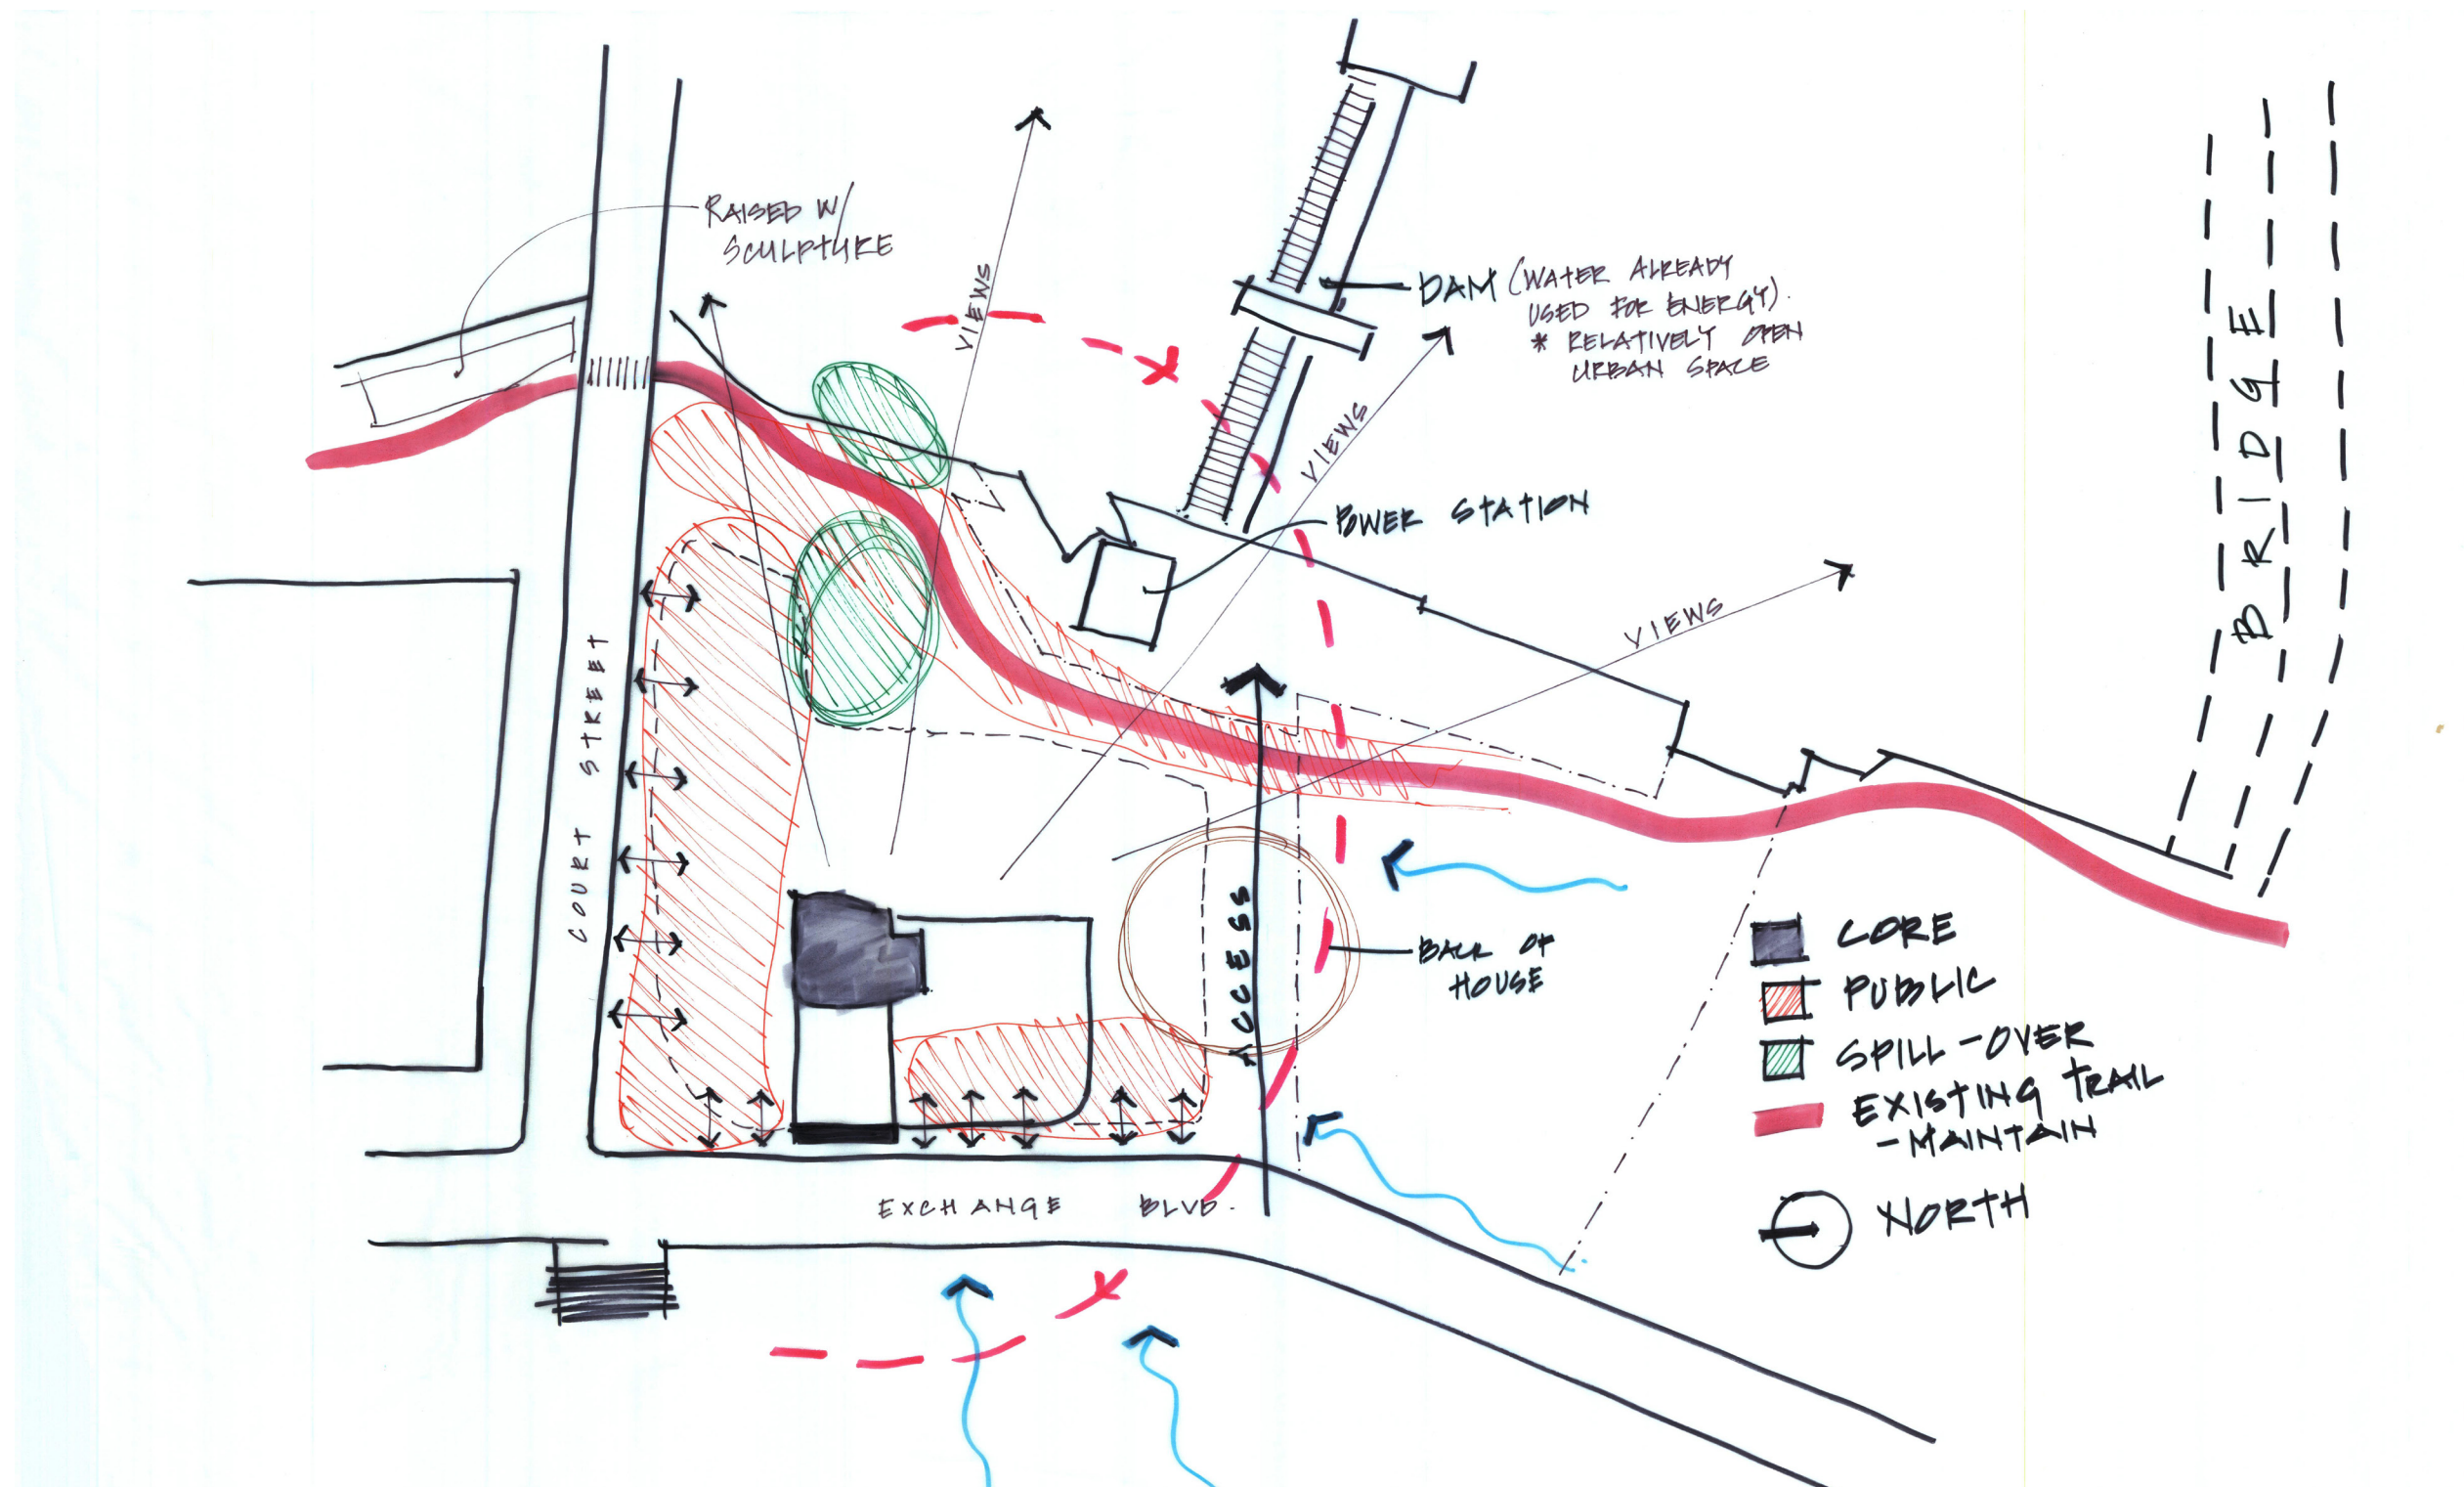 RAISED W/
SCULPTURE
VIEWS
DAM (WATER ALREADY
USED FOR ENERGY).
* RELATIVELY OPEN
URBAN SPACE
VIEWS
POWER STATION
VIEWS
BRIDGE
COURT STREET
ACCESS
BACK OF
HOUSE
EXCHANGE BLVD.
CORE
PUBLIC
SPILL-OVER
EXISTING TRAIL
-MAINTAIN
NORTH